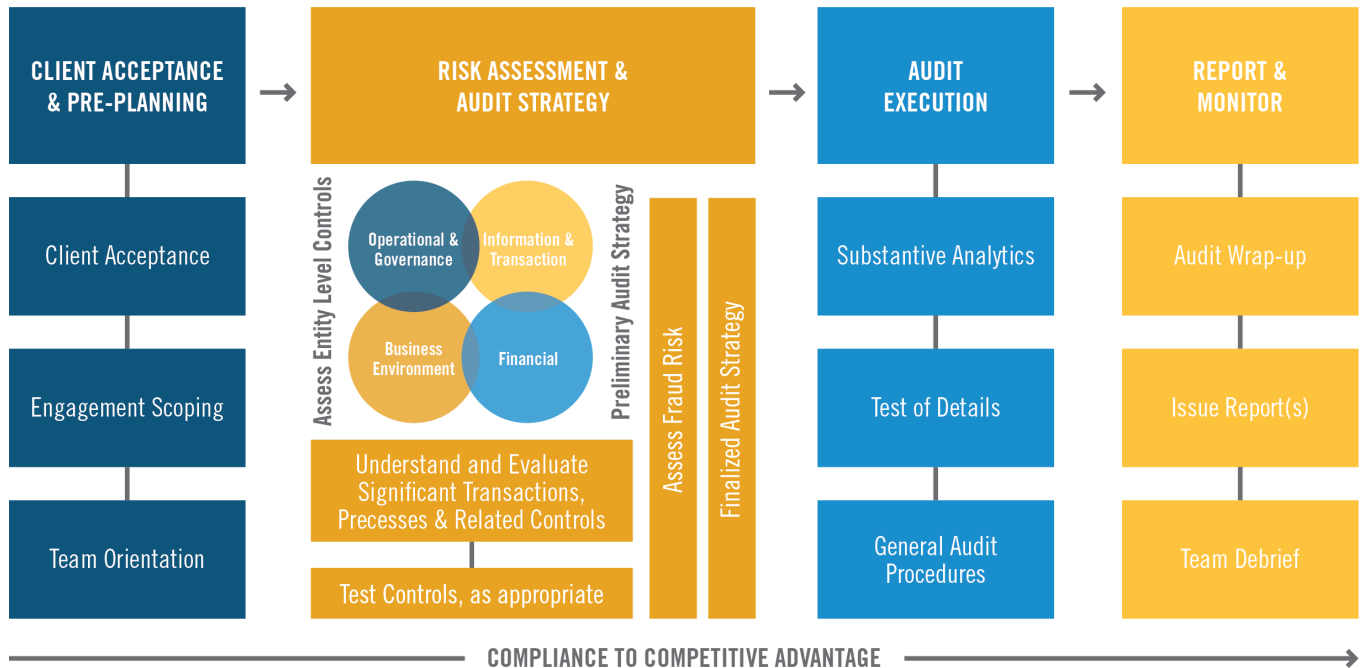 CLIENT ACCEPTANCE
& PRE-PLANNING
Client Acceptance
Engagement Scoping
Team Orientation
RISK ASSESSMENT &
AUDIT STRATEGY
Assess Entity Level Controls
Operational &
Governance
Information &
Transaction
Business
Environment
Financial
Preliminary Audit Strategy
Understand and Evaluate
Significant Transactions,
Precesses & Related Controls
Test Controls, as appropriate
Assess Fraud Risk
Finalized Audit Strategy
AUDIT
EXECUTION
Substantive Analytics
Test of Details
General Audit
Procedures
REPORT &
MONITOR
Audit Wrap-up
Issue Report(s)
Team Debrief
COMPLIANCE TO COMPETITIVE ADVANTAGE